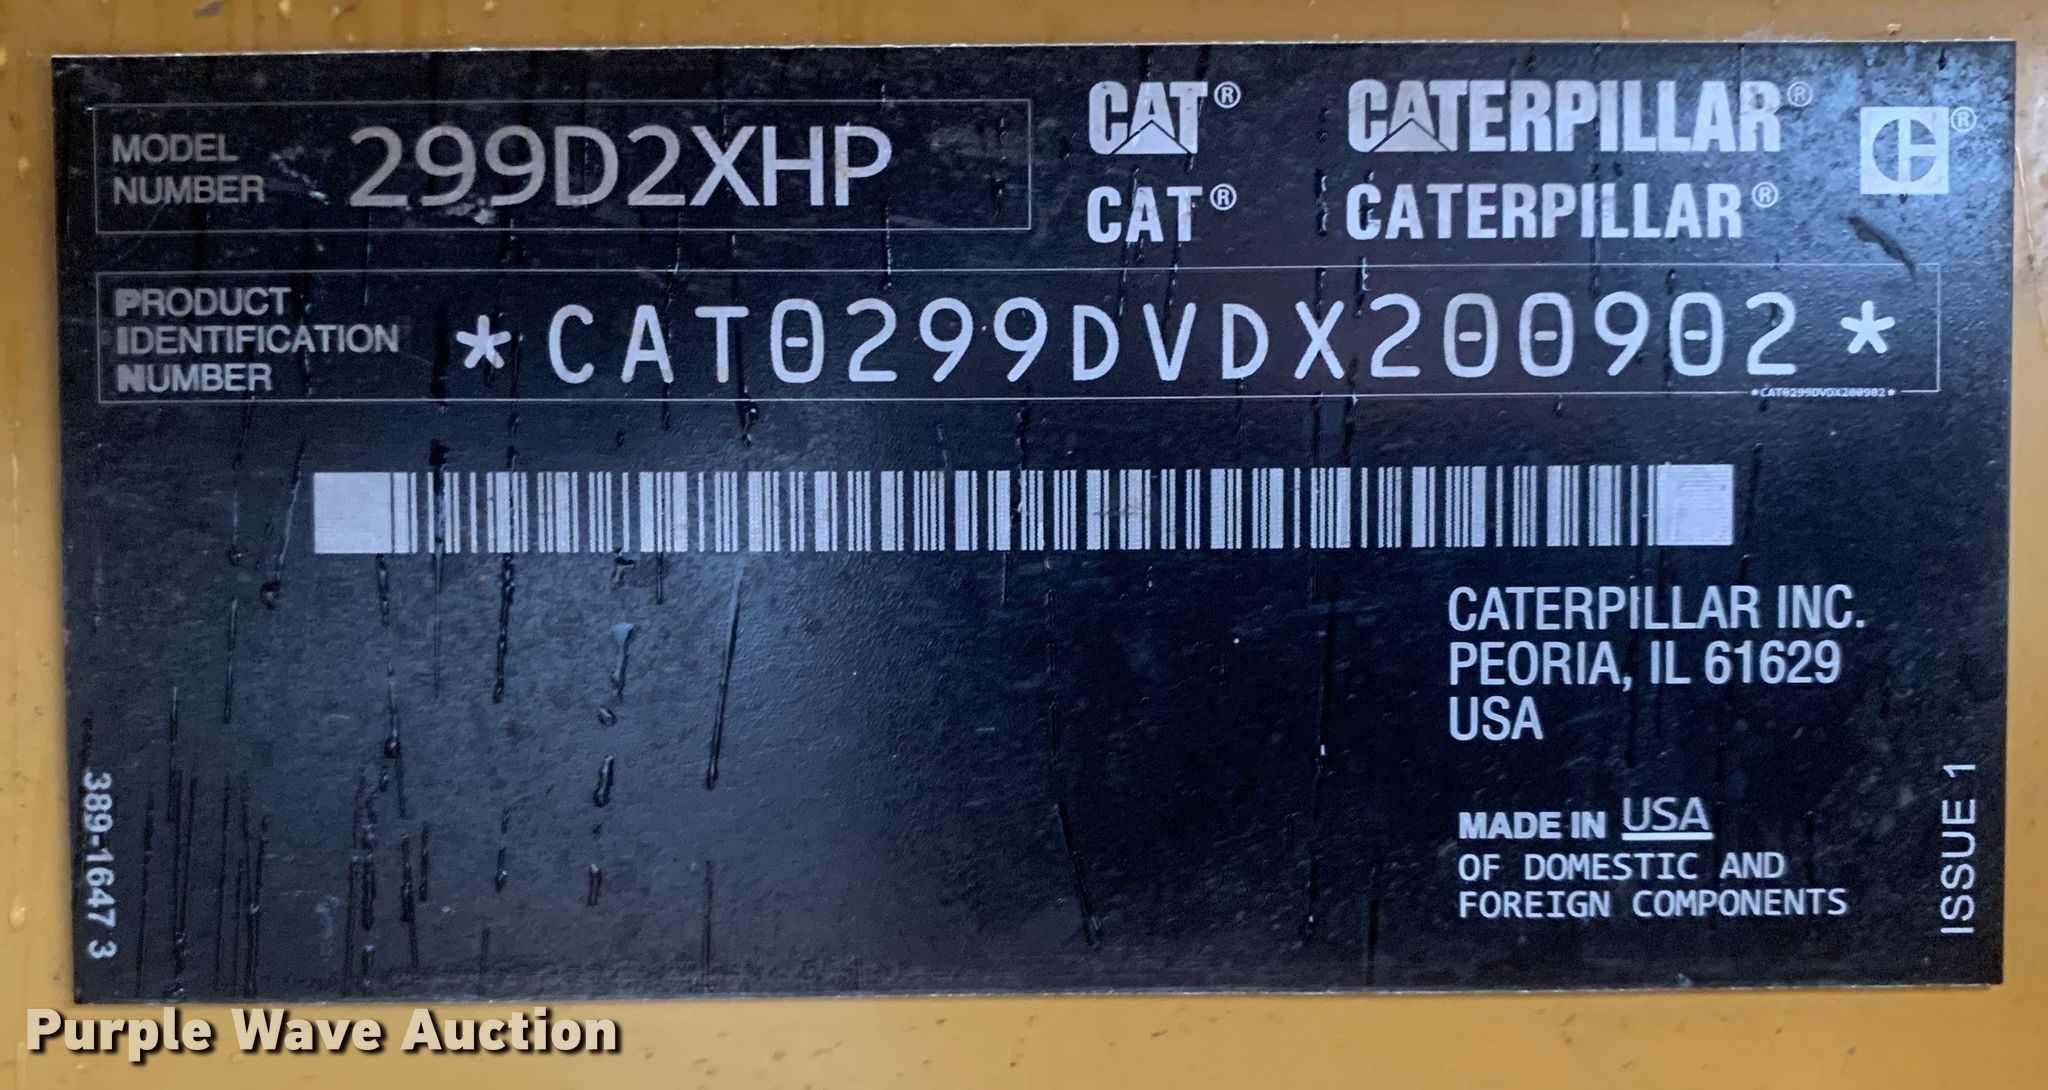 MODEL
NUMBER
299D2XHP
CAT® CATERPILLAR® ®
CAT® CATERPILLAR®
PRODUCT
IDENTIFICATION
NUMBER
*CAT0299DVDX200902*
*CAT0299DVDX200902*
CATERPILLAR INC.
PEORIA, IL 61629
USA
MADE IN USA
OF DOMESTIC AND
FOREIGN COMPONENTS
389-1647 3
ISSUE 1
Purple Wave Auction